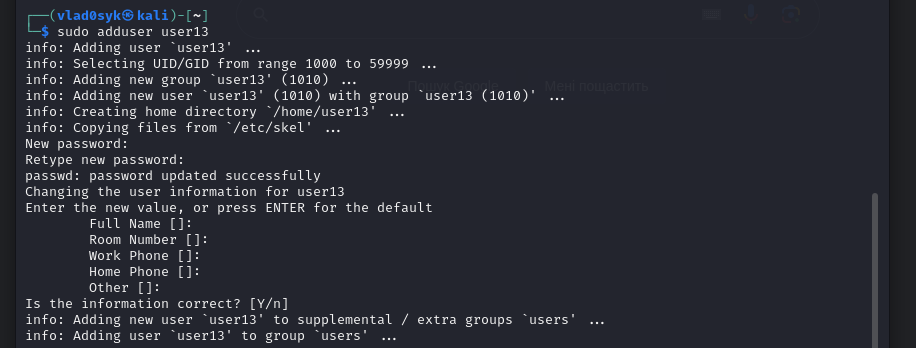 ┌──(vlad0syk㉿kali)-[~]
└─$ sudo adduser user13
info: Adding user `user13' ...
info: Selecting UID/GID from range 1000 to 59999 ...
info: Adding new group `user13' (1010) ...
info: Adding new user `user13' (1010) with group `user13 (1010)' ...
info: Creating home directory `/home/user13' ...
info: Copying files from `/etc/skel' ...
New password:
Retype new password:
passwd: password updated successfully
Changing the user information for user13
Enter the new value, or press ENTER for the default
Full Name []:
Room Number []:
Work Phone []:
Home Phone []:
Other []:
Is the information correct? [Y/n]
info: Adding new user `user13' to supplemental / extra groups `users' ...
info: Adding user `user13' to group `users' ...